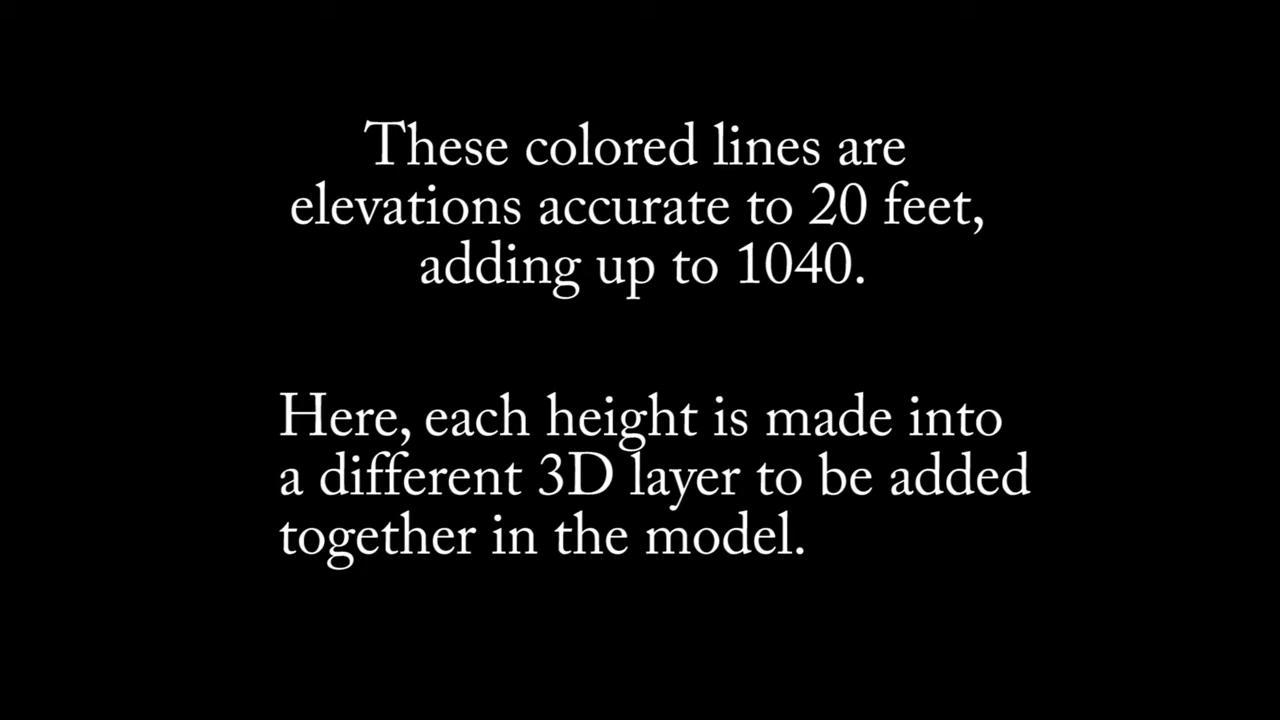 These colored lines are
elevations accurate to 20 feet,
adding up to 1040.
Here, each height is made into
a different 3D layer to be added
together in the model.